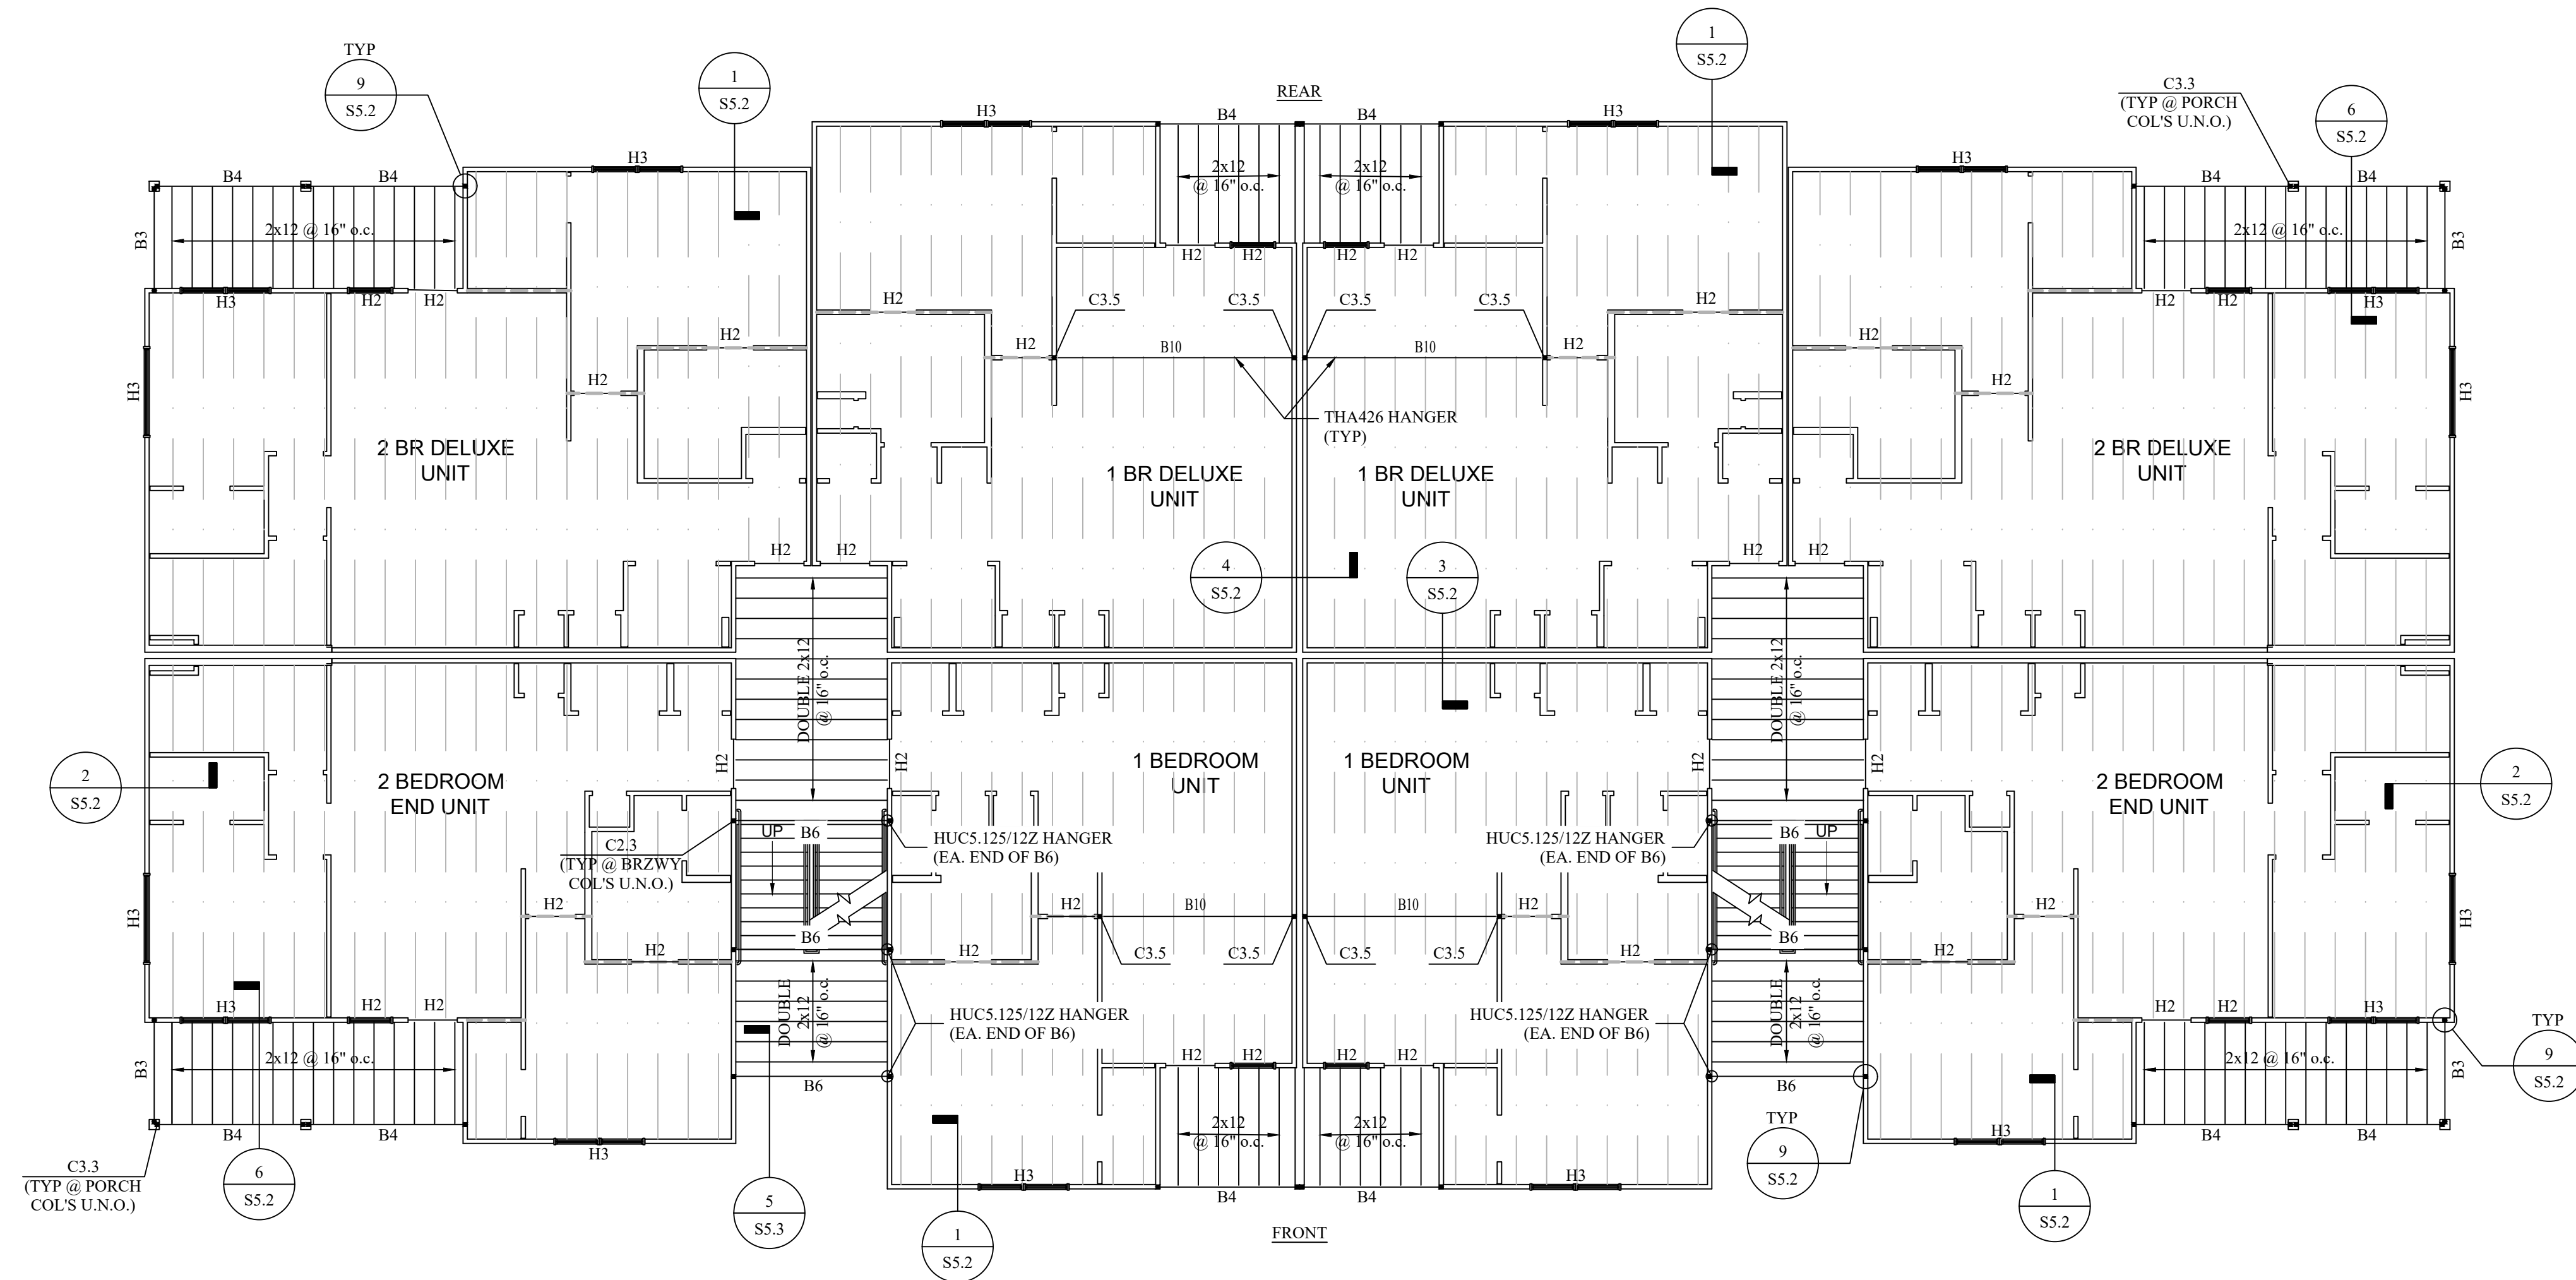 1
S5.2
TYP
9
S5.2
1
S5.2
C3.3
(TYP @ PORCH
COL'S U.N.O.)
6
S5.2
REAR
H3
B4
B4
H3
H3
H3
B4
B4
B4
B4
2x12
@ 16" o.c.
2x12
@ 16" o.c.
B3
2x12 @ 16" o.c.
2x12 @ 16" o.c.
B3
H2
H2
H2
H2
H3
H2
H2
H2
H2
H3
H2
C3.5
C3.5
C3.5
C3.5
H2
H2
H2
H2
B10
B10
H2
H2
H3
H2
H2
H3
THA426 HANGER
(TYP)
2 BR DELUXE
UNIT
1 BR DELUXE
UNIT
1 BR DELUXE
UNIT
2 BR DELUXE
UNIT
H2
H2
H2
H2
4
S5.2
3
S5.2
DOUBLE 2x12
@ 16" o.c.
DOUBLE 2x12
@ 16" o.c.
2
S5.2
2 BEDROOM
END UNIT
H2
H2
1 BEDROOM
UNIT
1 BEDROOM
UNIT
H2
H2
2 BEDROOM
END UNIT
2
S5.2
UP
B6
B6
UP
C2.3
(TYP @ BRZWY
COL'S U.N.O.)
HUC5.125/12Z HANGER
(EA. END OF B6)
HUC5.125/12Z HANGER
(EA. END OF B6)
H3
H2
H2
B10
B10
H2
H2
H3
B6
B6
H2
H2
C3.5
C3.5
C3.5
C3.5
H2
H2
H3
H2
H2
DOUBLE
2x12
@ 16" o.c.
HUC5.125/12Z HANGER
(EA. END OF B6)
HUC5.125/12Z HANGER
(EA. END OF B6)
DOUBLE
2x12
@ 16" o.c.
H2
H2
H3
TYP
9
S5.2
B3
2x12 @ 16" o.c.
H2
H2
H2
H2
2x12 @ 16" o.c.
B3
B6
B6
B4
B4
2x12
@ 16" o.c.
2x12
@ 16" o.c.
TYP
9
S5.2
B4
B4
H3
H3
C3.3
(TYP @ PORCH
COL'S U.N.O.)
6
S5.2
H3
B4
B4
H3
5
S5.3
1
S5.2
1
S5.2
FRONT